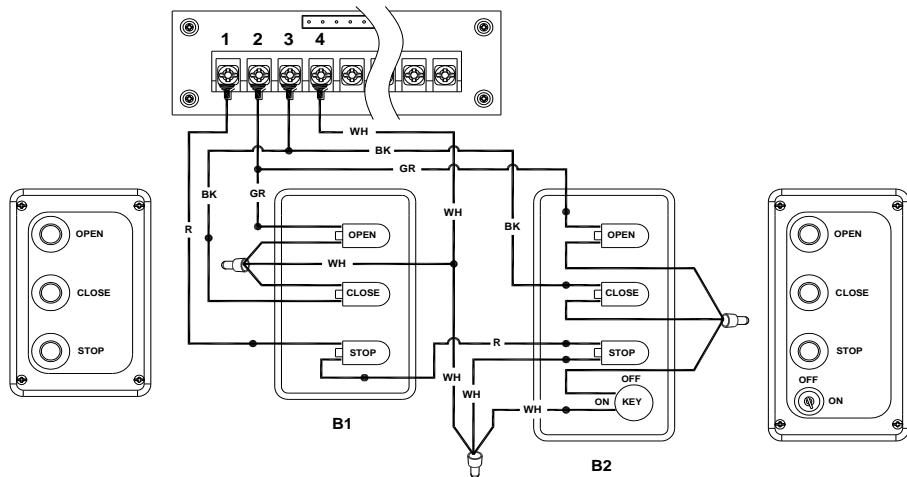 1 2 3 4
WH
BK
GR
BK
GR
R
WH
BK
OPEN
CLOSE
STOP
OPEN
WH
CLOSE
STOP
WH
WH
R
WH
B1
OPEN
CLOSE
STOP
OFF
ON KEY
B2
OPEN
CLOSE
STOP
OFF
ON